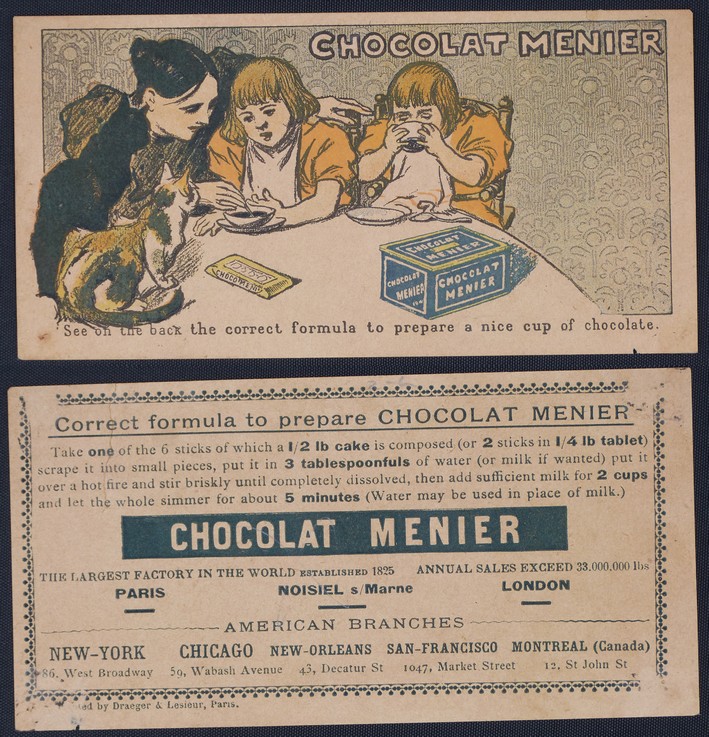 CHOCOLAT MENIER
CHOCOLAT
MENIER
CHOCOLAT
MENIER
CHOCOLAT
MENIER
See on the back the correct formula to prepare a nice cup of chocolate.
Correct formula to prepare CHOCOLAT MENIER
Take one of the 6 sticks of which a 1/2 lb cake is composed (or 2 sticks in 1/4 lb tablet)
scrape it into small pieces, put it in 3 tablespoonfuls of water (or milk if wanted) put it
over a hot fire and stir briskly until completely dissolved, then add sufficient milk for 2 cups
and let the whole simmer for about 5 minutes (Water may be used in place of milk.)
CHOCOLAT MENIER
THE LARGEST FACTORY IN THE WORLD ESTABLISHED 1825 ANNUAL SALES EXCEED 33.000.000 lbs
PARIS NOISIEL s/Marne LONDON
AMERICAN BRANCHES
NEW-YORK CHICAGO NEW-ORLEANS SAN-FRANCISCO MONTREAL (Canada)
86, West Broadway 59, Wabash Avenue 43, Decatur St 1047, Market Street 12, St John St
by Draeger & Lesieur, Paris.